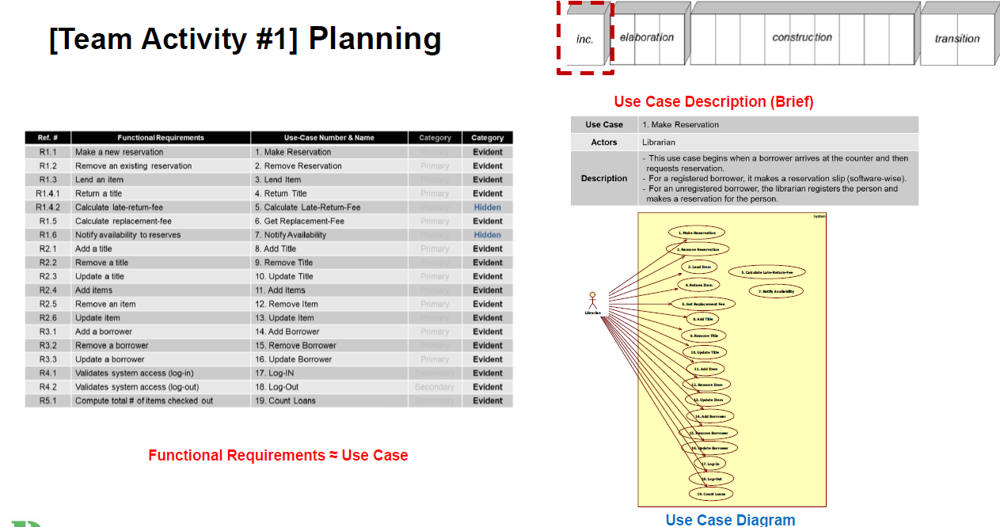 [Team Activity #1] Planning
inc.
elaboration
construction
transition
Ref. # Functional Requirements Use-Case Number & Name Category Category
R1.1 Make a new reservation 1. Make Reservation Primary Evident
R1.2 Remove an existing reservation 2. Remove Reservation Primary Evident
R1.3 Lend an item 3. Lend Item Primary Evident
R1.4.1 Return a title 4. Return Title Primary Evident
R1.4.2 Calculate late-return-fee 5. Calculate Late-Return-Fee Primary Hidden
R1.5 Calculate replacement-fee 6. Get Replacement-Fee Primary Evident
R1.6 Notify availability to reserves 7. Notify Availability Primary Hidden
R2.1 Add a title 8. Add Title Primary Evident
R2.2 Remove a title 9. Remove Title Primary Evident
R2.3 Update a title 10. Update Title Primary Evident
R2.4 Add items 11. Add Items Primary Evident
R2.5 Remove an item 12. Remove Item Primary Evident
R2.6 Update item 13. Update Item Primary Evident
R3.1 Add a borrower 14. Add Borrower Primary Evident
R3.2 Remove a borrower 15. Remove Borrower Primary Evident
R3.3 Update a borrower 16. Update Borrower Primary Evident
R4.1 Validates system access (log-in) 17. Log-IN Secondary Evident
R4.2 Validates system access (log-out) 18. Log-Out Secondary Evident
R5.1 Compute total # of items checked out 19. Count Loans Secondary Evident
Functional Requirements ≈ Use Case
Use Case Description (Brief)
Use Case 1. Make Reservation
Actors Librarian
Description
- This use case begins when a borrower arrives at the counter and then
requests reservation.
- For a registered borrower, it makes a reservation slip (software-wise).
- For an unregistered borrower, the librarian registers the person and
makes a reservation for the person.
System
1. Make Reservation
2. Remove Reservation
3. Lend Item
5. Calculate Late-Return-Fee
4. Return Item
7. Notify Availability
6. Get Replacement Fee
Librarian
8. Add Title
9. Remove Title
10. Update Title
11. Add Item
12. Remove Item
13. Update Item
14. Add Borrower
15. Remove Borrower
16. Update Borrower
17. Log-In
18. Log-Out
19. Count Loans
Use Case Diagram